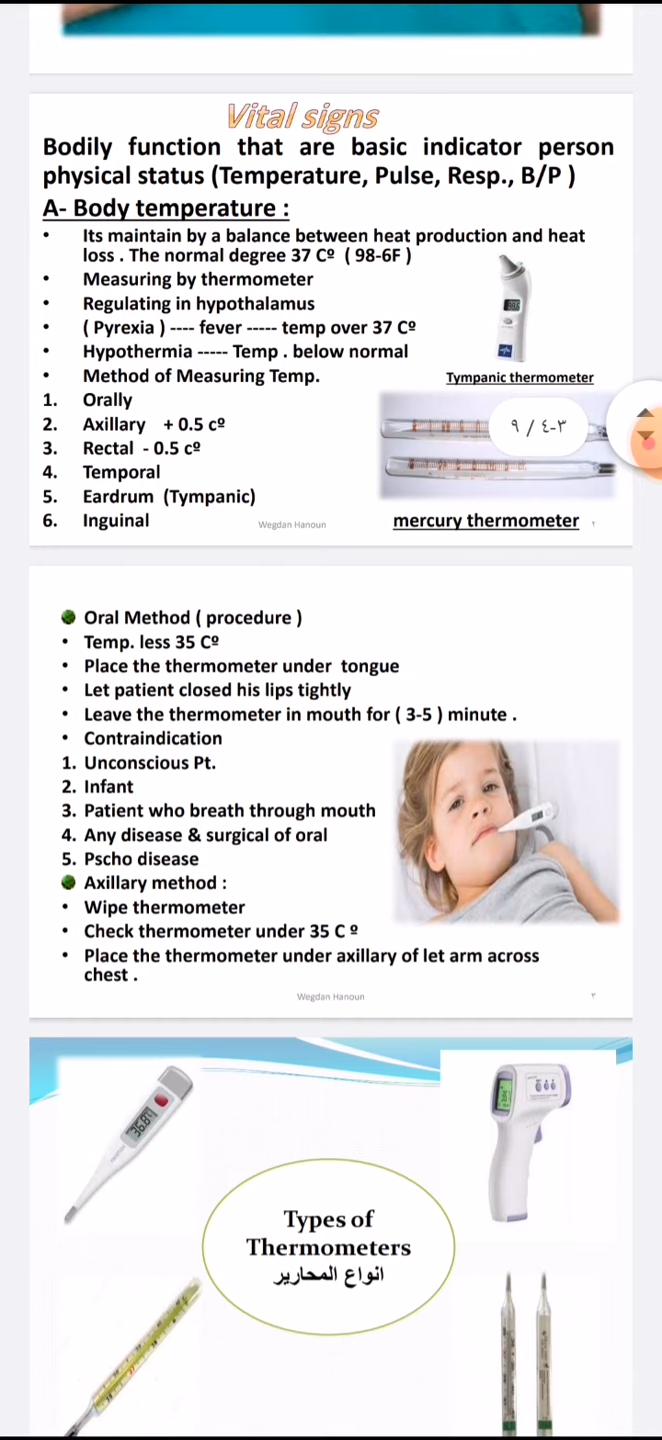 Vital signs
Bodily function that are basic indicator person
physical status (Temperature, Pulse, Resp., B/P )
A- Body temperature :
• Its maintain by a balance between heat production and heat
loss . The normal degree 37 Cº ( 98-6F )
• Measuring by thermometer
• Regulating in hypothalamus
• ( Pyrexia ) ---- fever ----- temp over 37 Cº
• Hypothermia ----- Temp . below normal
• Method of Measuring Temp.
Tympanic thermometer
1. Orally
2. Axillary + 0.5 cº
3. Rectal - 0.5 cº
4. Temporal
5. Eardrum (Tympanic)
6. Inguinal
٩ / ٤-٣
mercury thermometer
Wegdan Hanoun
٢
Oral Method ( procedure )
• Temp. less 35 Cº
• Place the thermometer under tongue
• Let patient closed his lips tightly
• Leave the thermometer in mouth for ( 3-5 ) minute .
• Contraindication
1. Unconscious Pt.
2. Infant
3. Patient who breath through mouth
4. Any disease & surgical of oral
5. Pscho disease
Axillary method :
• Wipe thermometer
• Check thermometer under 35 C º
• Place the thermometer under axillary of let arm across
chest .
Wegdan Hanoun
٣
36.8
Types of
Thermometers
انواع المحارير